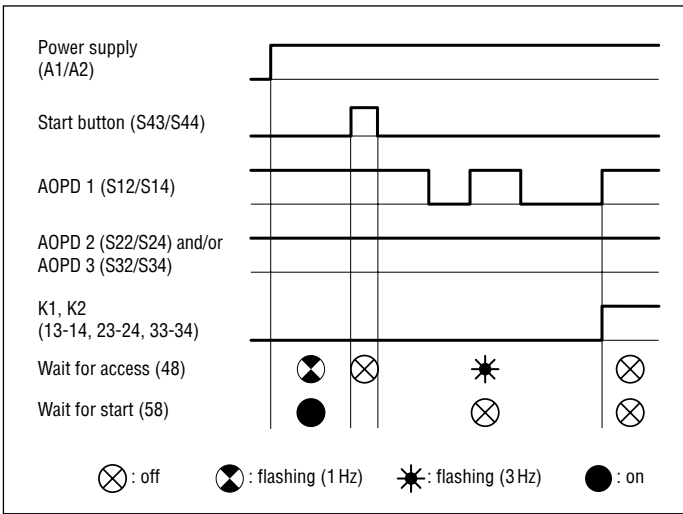 Power supply
(A1/A2)
Start button (S43/S44)
AOPD 1 (S12/S14)
AOPD 2 (S22/S24) and/or
AOPD 3 (S32/S34)
K1, K2
(13-14, 23-24, 33-34)
Wait for access (48)
Wait for start (58)
: off : flashing (1 Hz) : flashing (3 Hz) : on